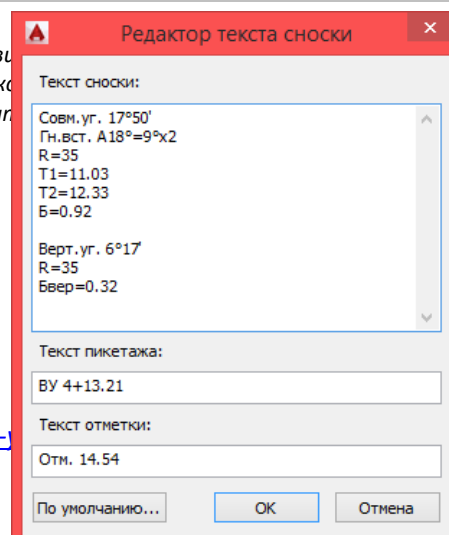 Редактор текста сноски
Текст сноски:
Совм.уг. 17°50'
Гн.вст. А18°=9°х2
R=35
Т1=11.03
Т2=12.33
Б=0.92
Верт.уг. 6°17'
R=35
Бвер=0.32
Текст пикетажа:
ВУ 4+13.21
Текст отметки:
Отм. 14.54
По умолчанию...
OK
Отмена